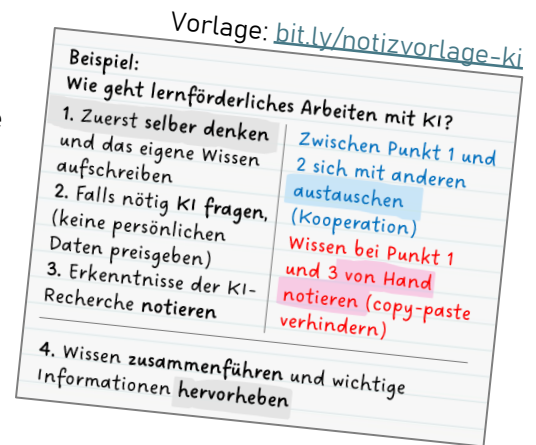 Vorlage: bit.ly/notizvorlage-ki
Beispiel:
Wie geht lernförderliches Arbeiten mit KI?
1. Zuerst selber denken
und das eigene Wissen
aufschreiben
2. Falls nötig KI fragen,
(keine persönlichen
Daten preisgeben)
3. Erkenntnisse der KI-
Recherche notieren
Zwischen Punkt 1 und
2 sich mit anderen
austauschen
(Kooperation)
Wissen bei Punkt 1
und 3 von Hand
notieren (copy-paste
verhindern)
4. Wissen zusammenführen und wichtige
Informationen hervorheben